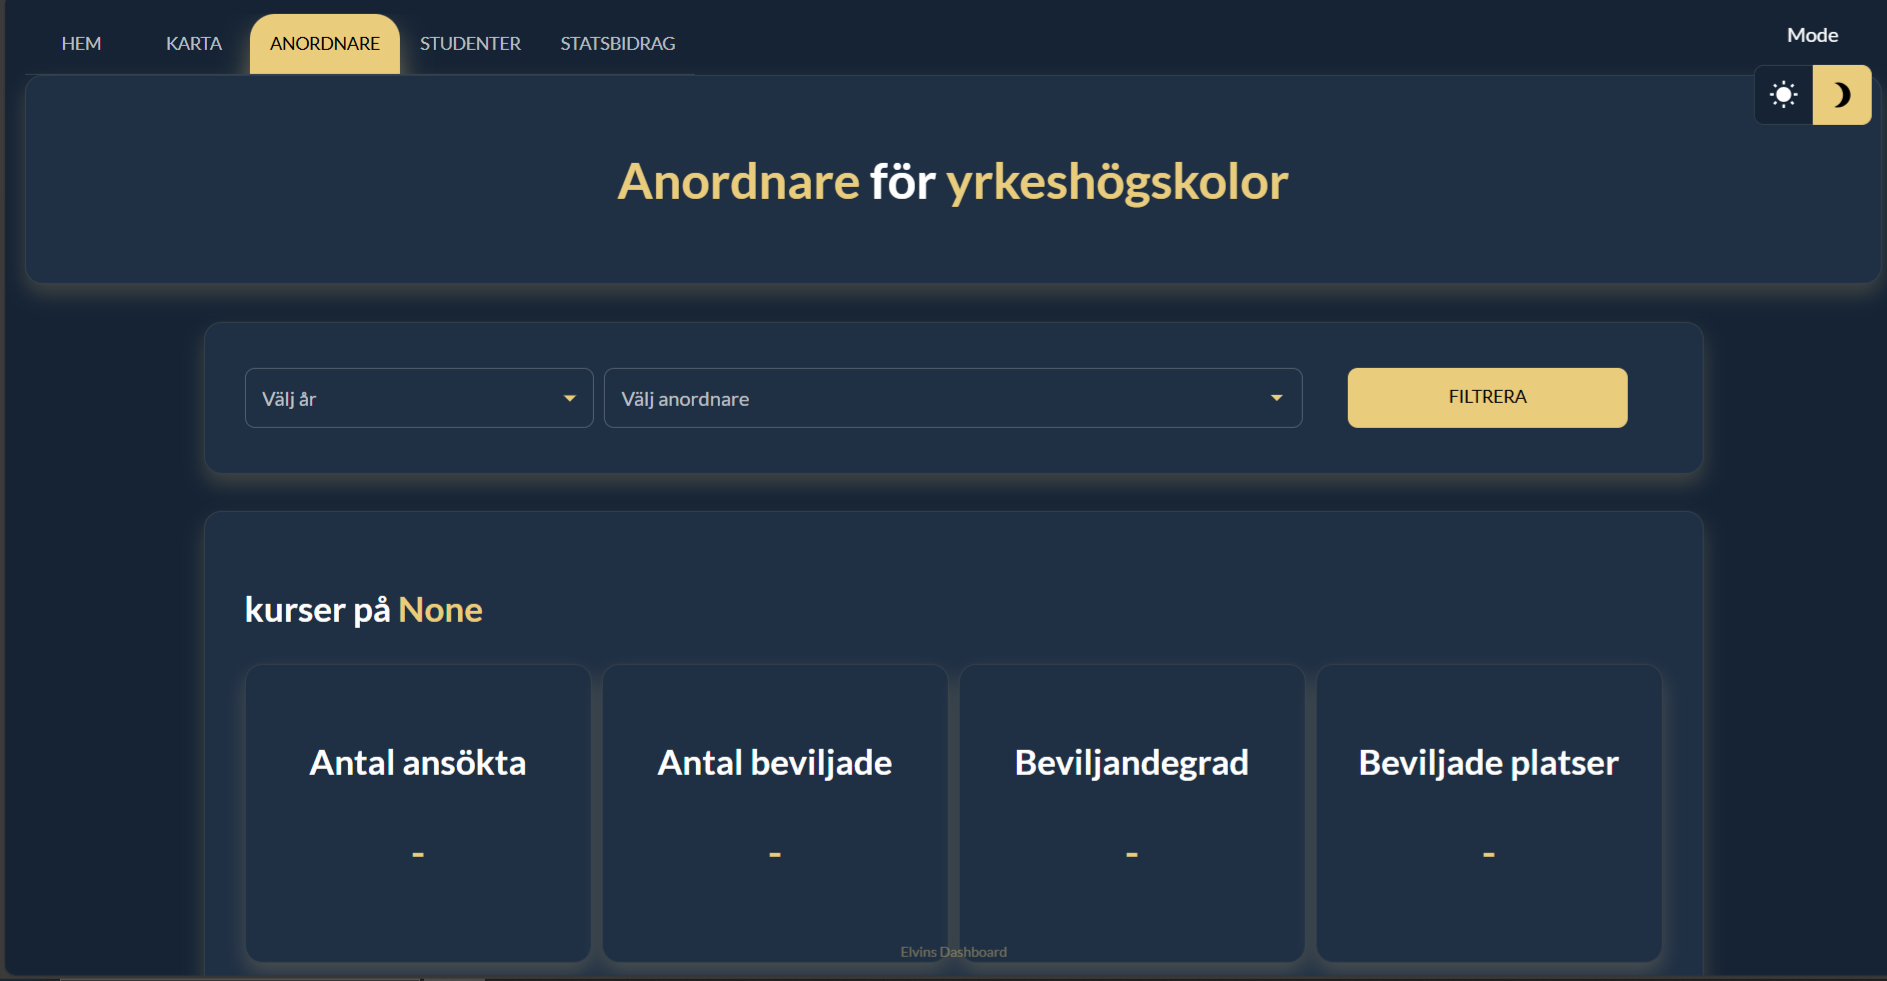 HEM KARTA ANORDNARE STUDENTER STATSBIDRAG
Mode
Anordnare för yrkeshögskolor
Välj år Välj anordnare FILTRERA
kurser på None
Antal ansökta Antal beviljade Beviljandegrad Beviljade platser
- - - -
Elvins Dashboard